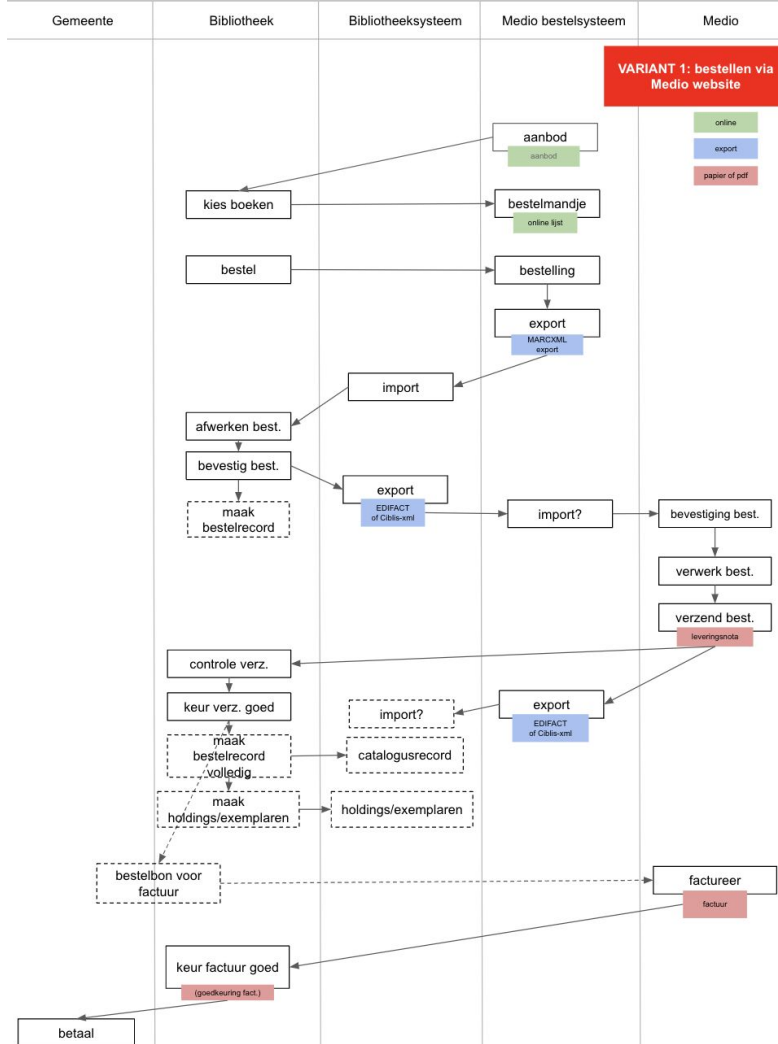 Gemeente
Bibliotheek
Bibliotheeksysteem
Medio bestelsysteem
Medio
VARIANT 1: bestellen via
Medio website
online
export
papier of pdf
aanbod
aanbod
kies boeken
bestelmandje
online lijst
bestel
bestelling
export
MARCXML
export
import
afwerken best.
bevestig best.
export
EDIFACT
of Ciblis-xml
maak
bestelrecord
import?
bevestiging best.
verwerk best.
verzend best.
leveringsnota
controle verz.
keur verz. goed
import?
export
EDIFACT
of Ciblis-xml
maak
bestelrecord
volledig
catalogusrecord
maak
holdings/exemplaren
holdings/exemplaren
bestelbon voor
factuur
factureer
factuur
keur factuur goed
(goedkeuring fact.)
betaal